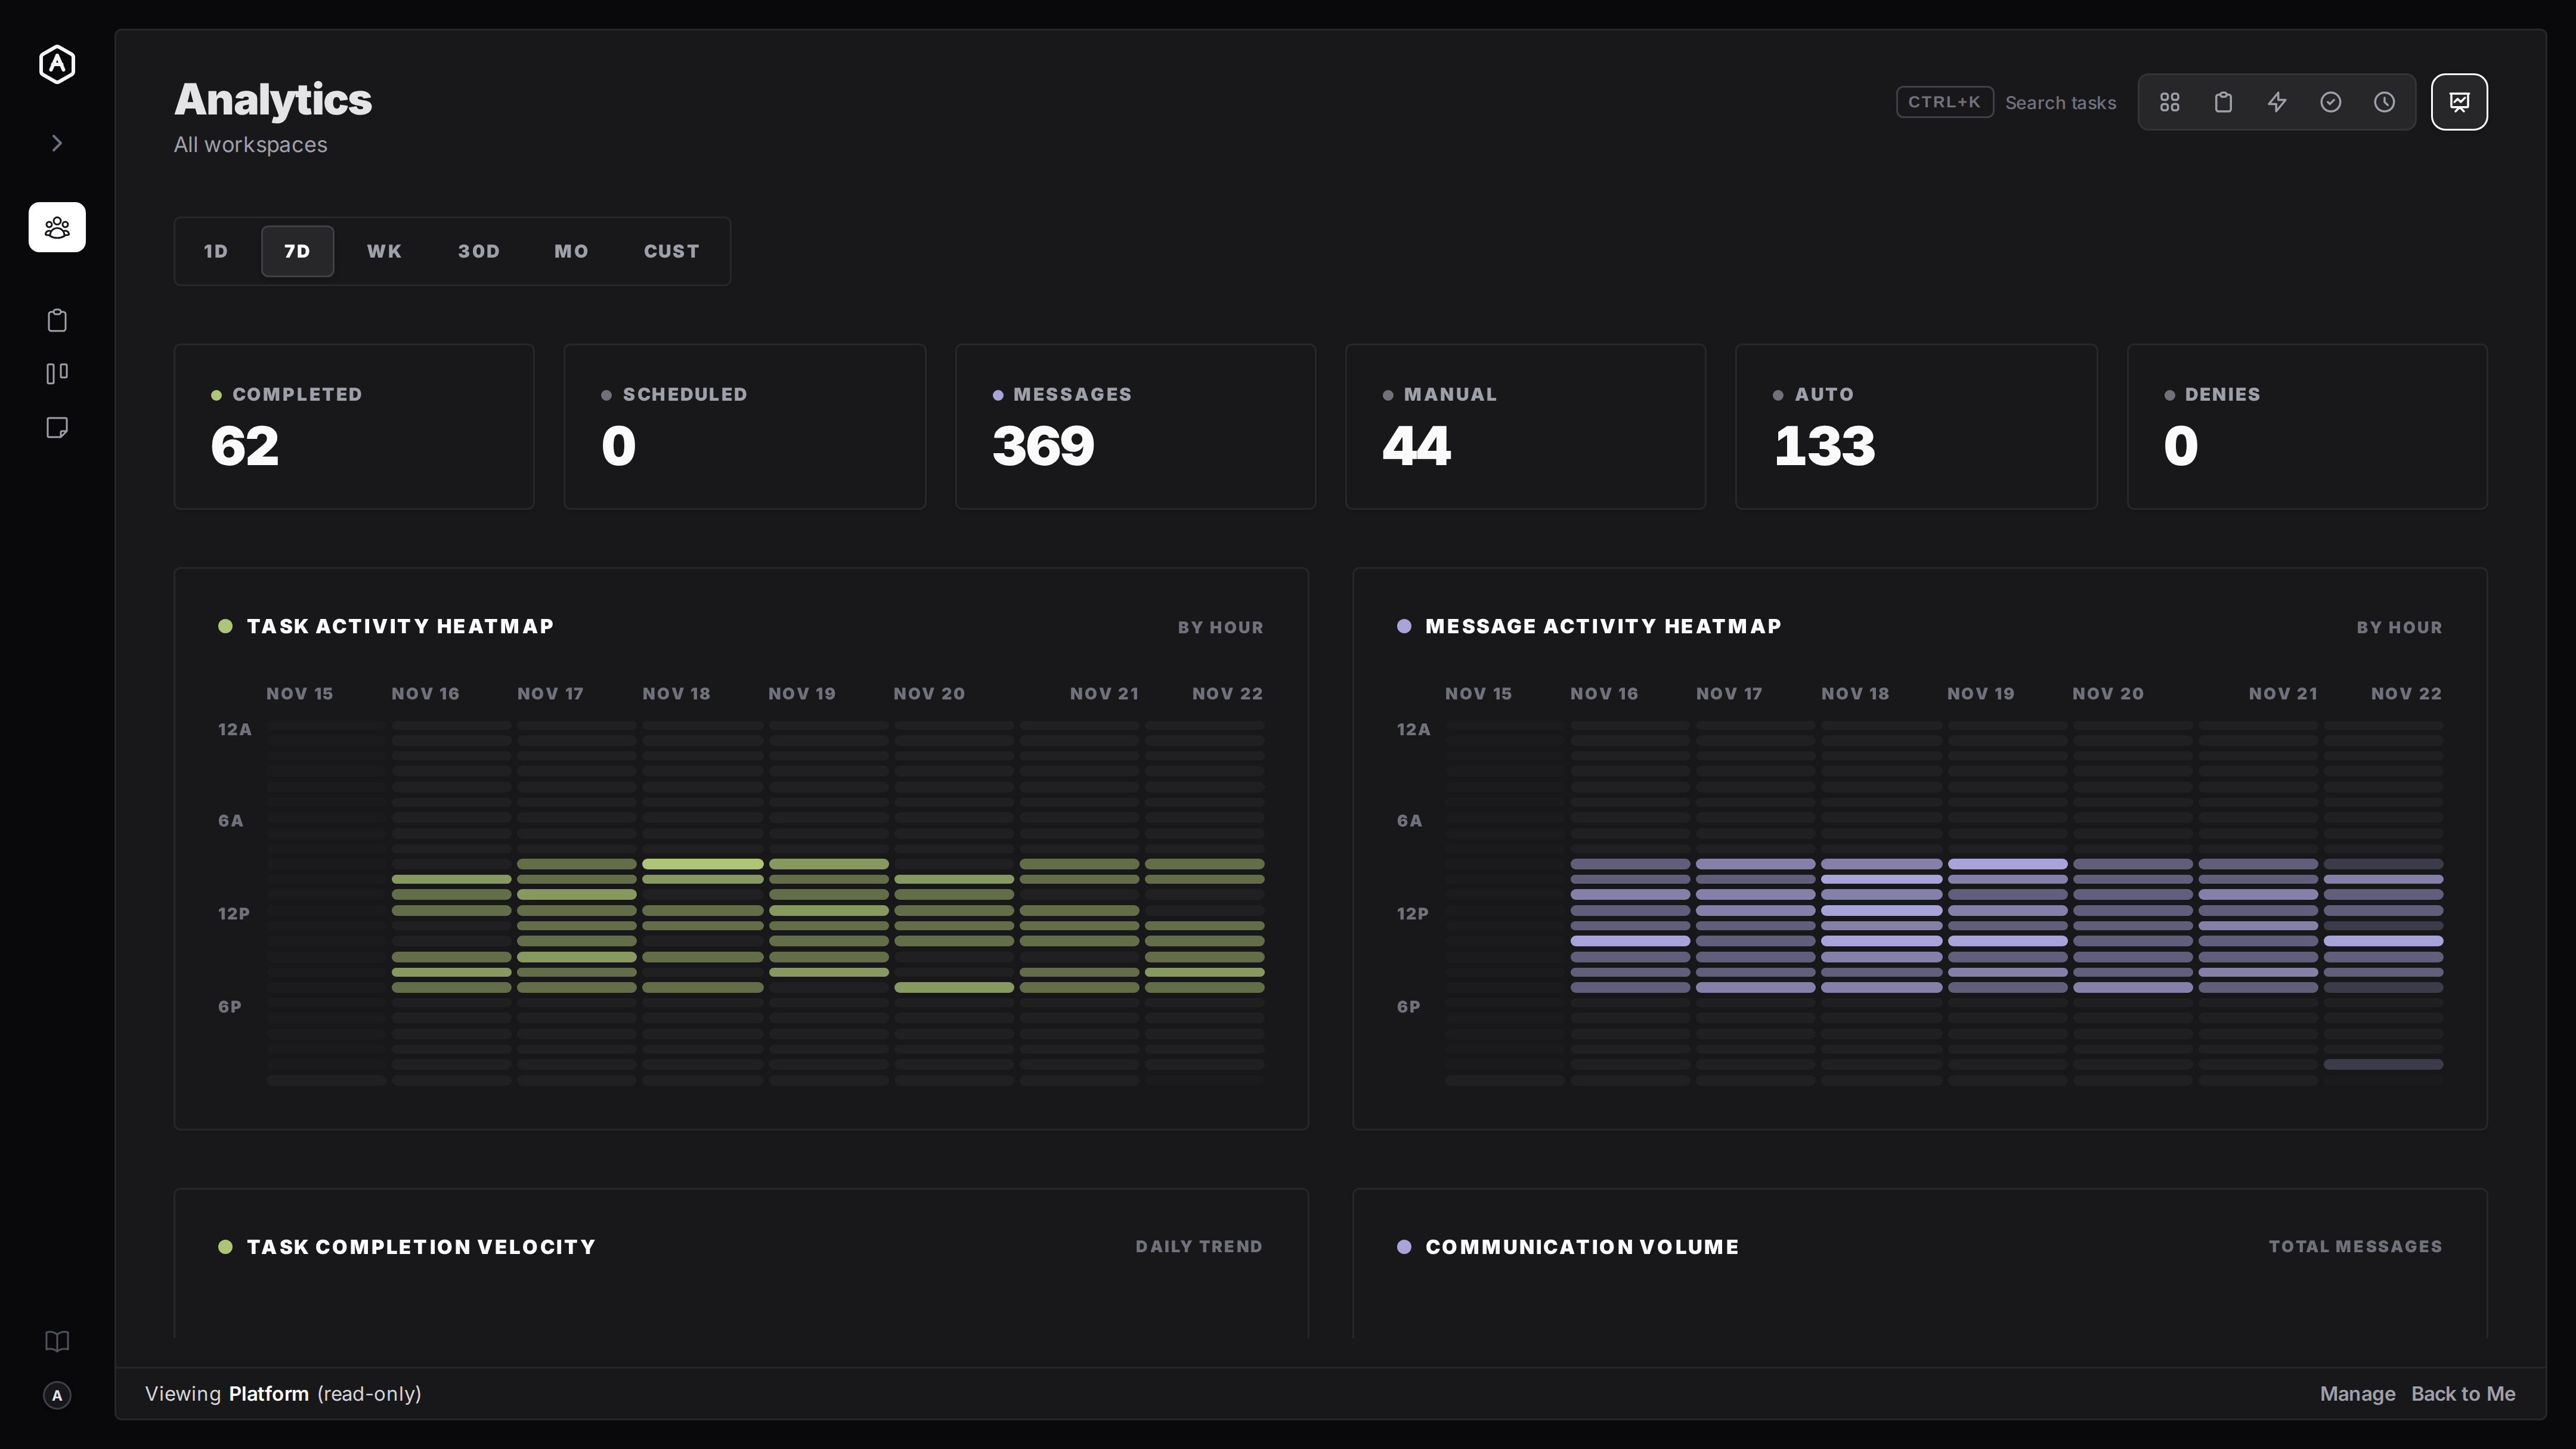 Analytics
All workspaces
CTRL+K Search tasks
1D 7D WK 30D MO CUST
COMPLETED
62
SCHEDULED
0
MESSAGES
369
MANUAL
44
AUTO
133
DENIES
0
TASK ACTIVITY HEATMAP
BY HOUR
NOV 15 NOV 16 NOV 17 NOV 18 NOV 19 NOV 20 NOV 21 NOV 22
12A
6A
12P
6P
MESSAGE ACTIVITY HEATMAP
BY HOUR
NOV 15 NOV 16 NOV 17 NOV 18 NOV 19 NOV 20 NOV 21 NOV 22
12A
6A
12P
6P
TASK COMPLETION VELOCITY
DAILY TREND
COMMUNICATION VOLUME
TOTAL MESSAGES
A
Viewing Platform (read-only)
Manage Back to Me